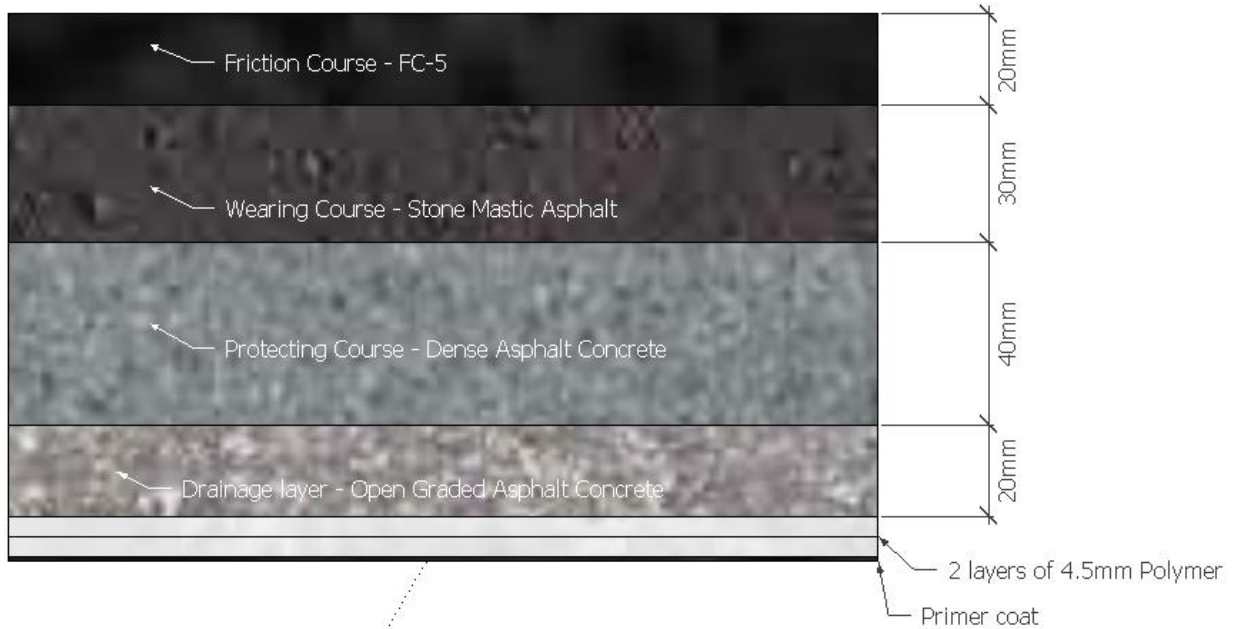 Friction Course - FC-5
20mm
Wearing Course - Stone Mastic Asphalt
30mm
Protecting Course - Dense Asphalt Concrete
40mm
Drainage layer - Open Graded Asphalt Concrete
20mm
2 layers of 4.5mm Polymer
Primer coat